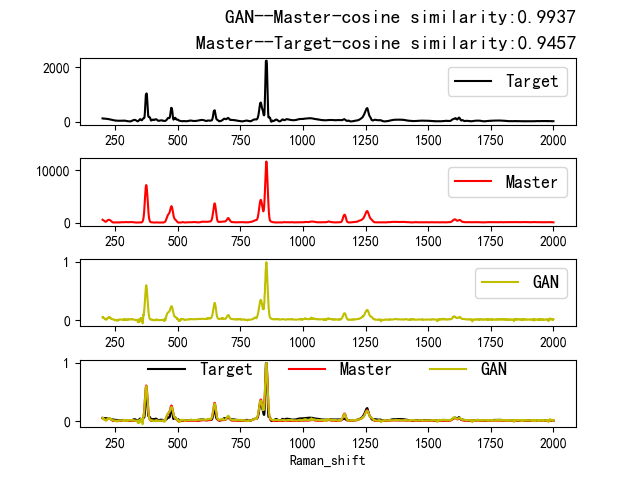 GAN--Master-cosine similarity:0.9937
Master--Target-cosine similarity:0.9457
2000
0
Target
250 500 750 1000 1250 1500 1750 2000
10000
0
Master
250 500 750 1000 1250 1500 1750 2000
1
0
GAN
250 500 750 1000 1250 1500 1750 2000
1
0
Target Master GAN
250 500 750 1000 1250 1500 1750 2000
Raman_shift